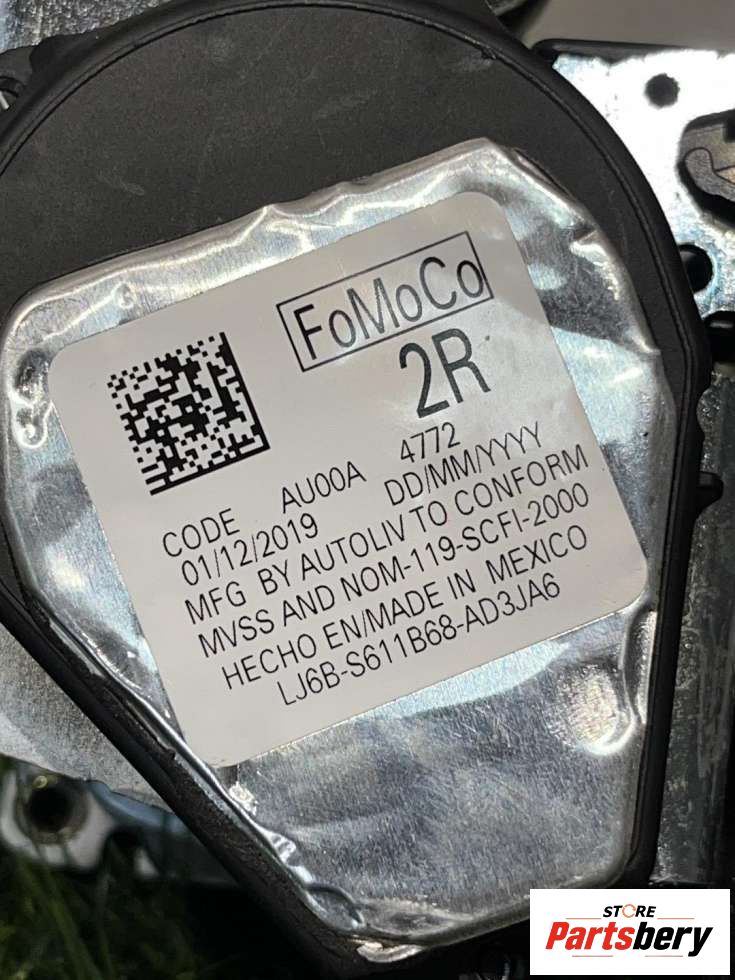 FoMoCo
2R
CODE AU00A 4772
01/12/2019 DD/MM/YYYY
MFG BY AUTOLIV TO CONFORM
MVSS AND NOM-119-SCFI-2000
HECHO EN/MADE IN MEXICO
LJ6B-S611B68-AD3JA6
STORE
Partsbery